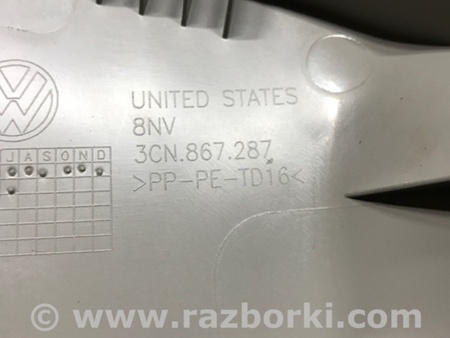 UNITED STATES
8NV
3CN.867.287
>PP-PE-TD16<
J A S O N D
© www.razborki.com